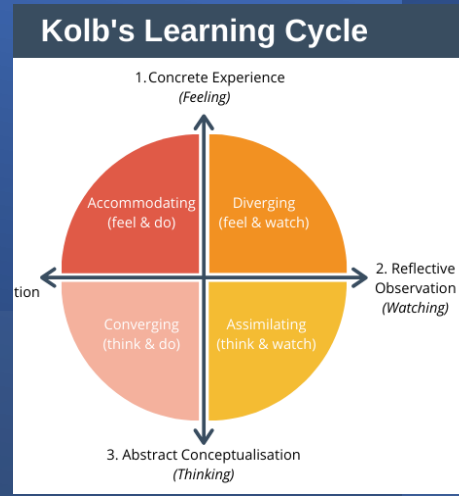 Kolb's Learning Cycle
1.Concrete Experience
(Feeling)
Accommodating
(feel & do)
Diverging
(feel & watch)
2. Reflective
Observation
(Watching)
tion
Converging
(think & do)
Assimilating
(think & watch)
3. Abstract Conceptualisation
(Thinking)